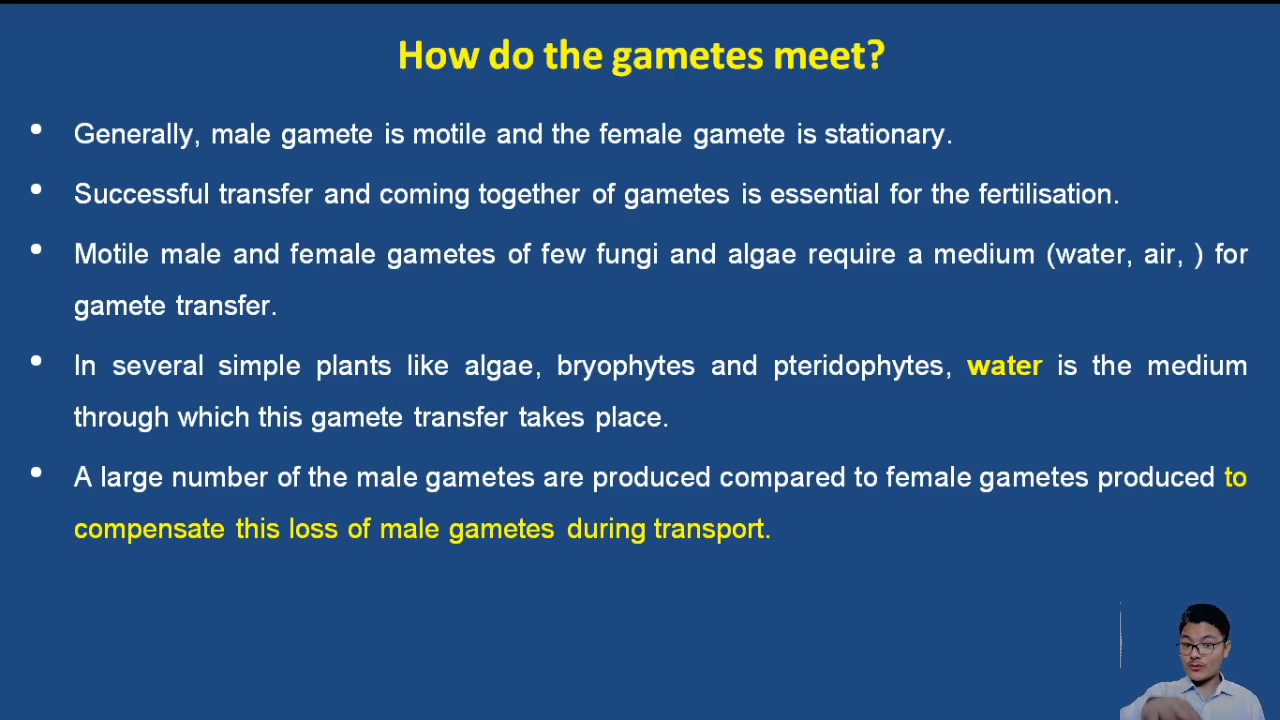 How do the gametes meet?
• Generally, male gamete is motile and the female gamete is stationary.
• Successful transfer and coming together of gametes is essential for the fertilisation.
• Motile male and female gametes of few fungi and algae require a medium (water, air, ) for
gamete transfer.
• In several simple plants like algae, bryophytes and pteridophytes, water is the medium
through which this gamete transfer takes place.
• A large number of the male gametes are produced compared to female gametes produced to
compensate this loss of male gametes during transport.